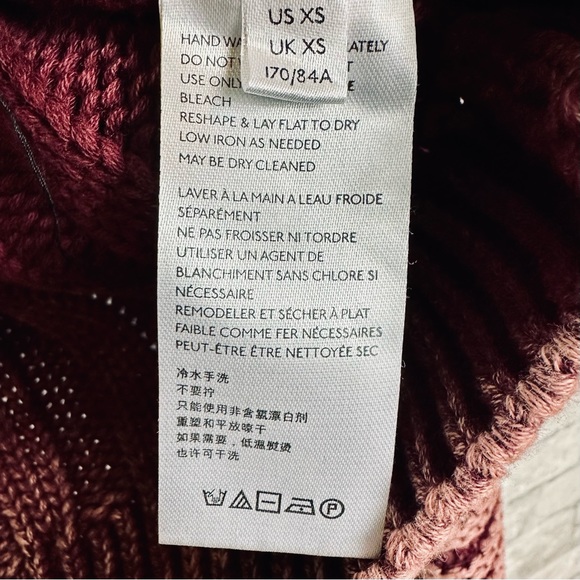 US XS
UK XS
170/84A
HAND WA ATELY
DO NOT T
USE ONL E
BLEACH
RESHAPE & LAY FLAT TO DRY
LOW IRON AS NEEDED
MAY BE DRY CLEANED
LAVER À LA MAIN A LEAU FROIDE
SÉPARÉMENT
NE PAS FROISSER NI TORDRE
UTILISER UN AGENT DE
BLANCHIMENT SANS CHLORE SI
NÉCESSAIRE
REMODELER ET SÉCHER À PLAT
FAIBLE COMME FER NÉCESSAIRES
PEUT-ÊTRE ÊTRE NETTOYÉE SEC
冷水手洗
不要拧
只能使用非含氯漂白剂
重塑和平放晾干
如果需要，低温熨烫
也许可干洗